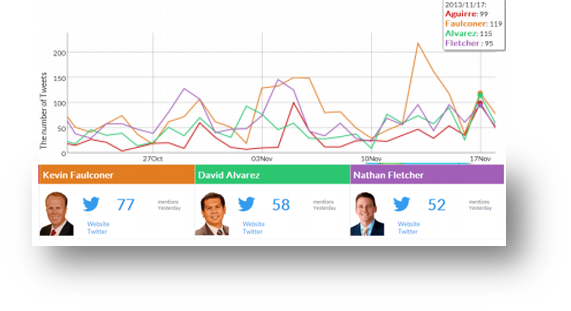 2013/11/17:
Aguirre: 99
Faulconer: 119
Alvarez: 115
Fletcher : 95
The number of Tweets
200
150
100
50
0
27Oct 03Nov 10Nov 17Nov
Kevin Faulconer David Alvarez Nathan Fletcher
77 mentions Yesterday 58 mentions Yesterday 52 mentions Yesterday
Website Website Website
Twitter Twitter Twitter